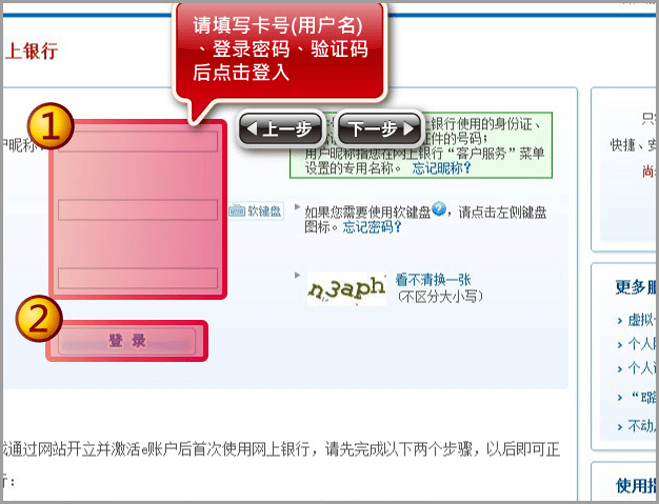 请填写卡号(用户名)
、登录密码、验证码
后点击登入
上银行
1
上一步
下一步
上银行使用的身份证、
件的号码；
用户昵称指您在网上银行“客户服务”菜单
设置的专用名称。 忘记昵称?
户昵称
快捷、安
尚
软键盘
如果您需要使用软键盘?，请点击左侧键盘
图标。忘记密码?
n3aph
看不清换一张
(不区分大小写)
2
登 录
更多服
虚拟卡
个人网
个人
不动
通过网站开立并激活e账户后首次使用网上银行，请先完成以下两个步骤，以后即可正
行：
使用指